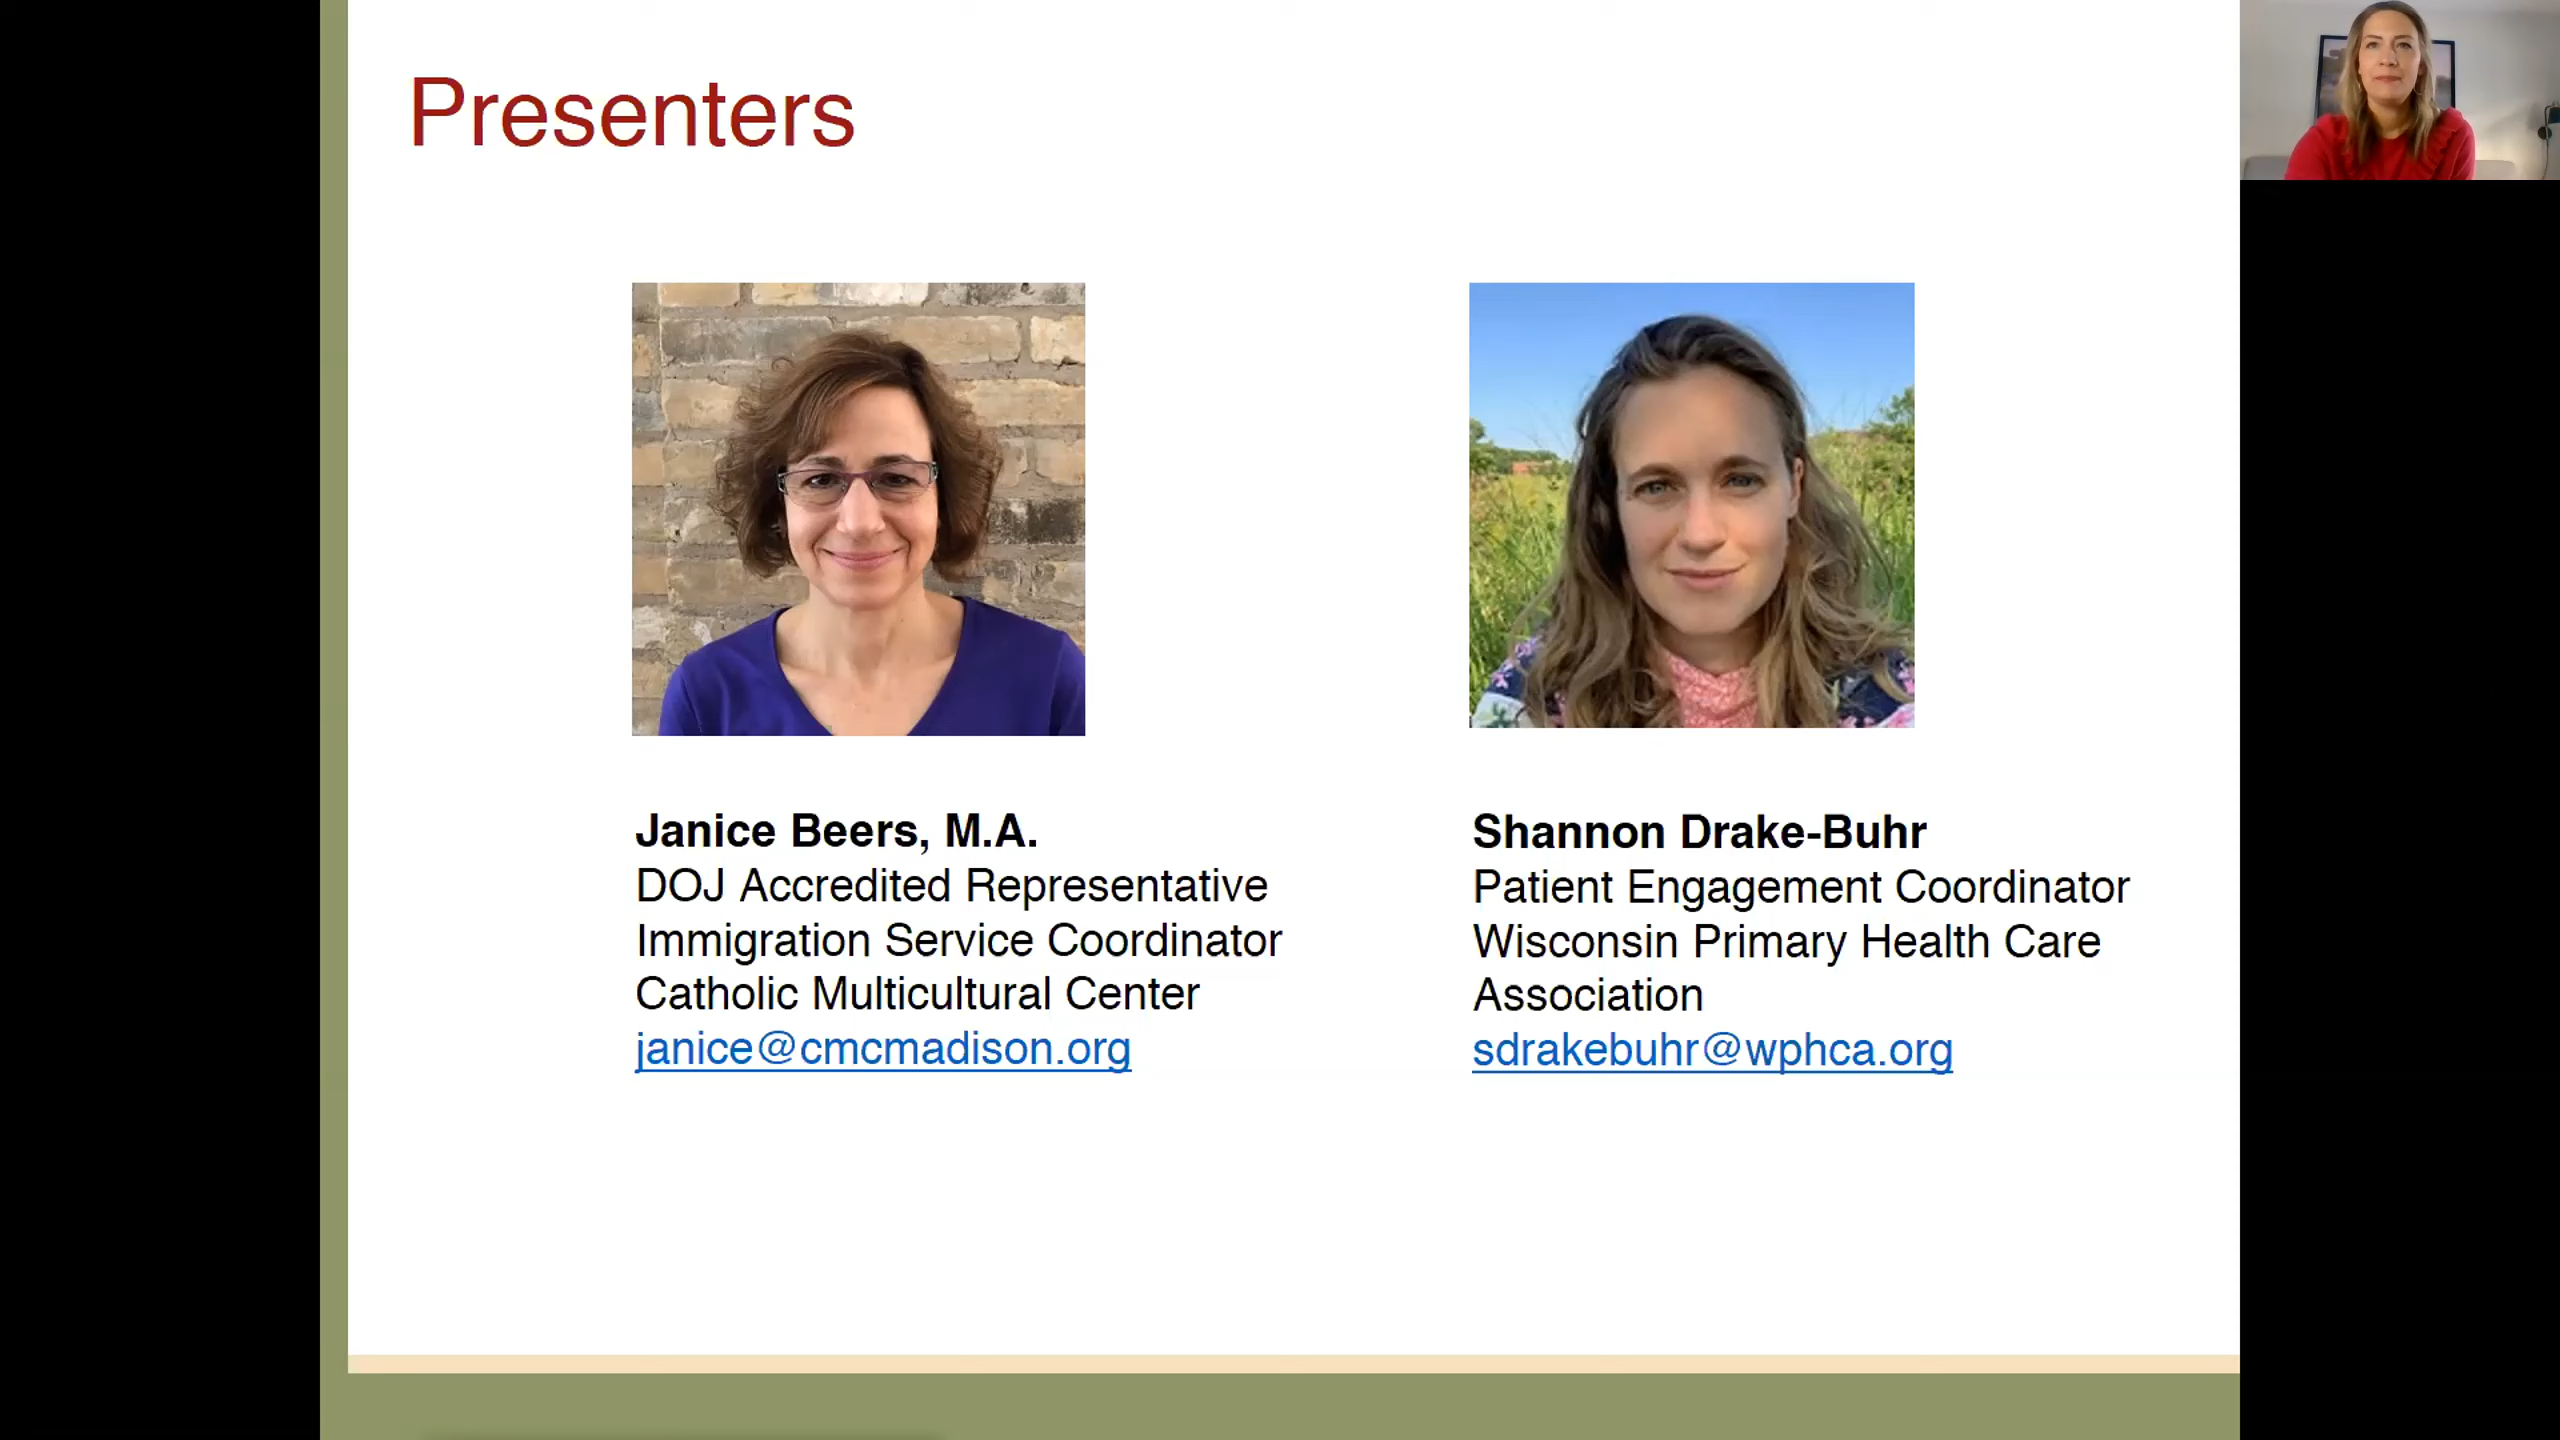 Presenters
Janice Beers, M.A.
DOJ Accredited Representative
Immigration Service Coordinator
Catholic Multicultural Center
janice@cmcmadison.org
Shannon Drake-Buhr
Patient Engagement Coordinator
Wisconsin Primary Health Care
Association
sdrakebuhr@wphca.org